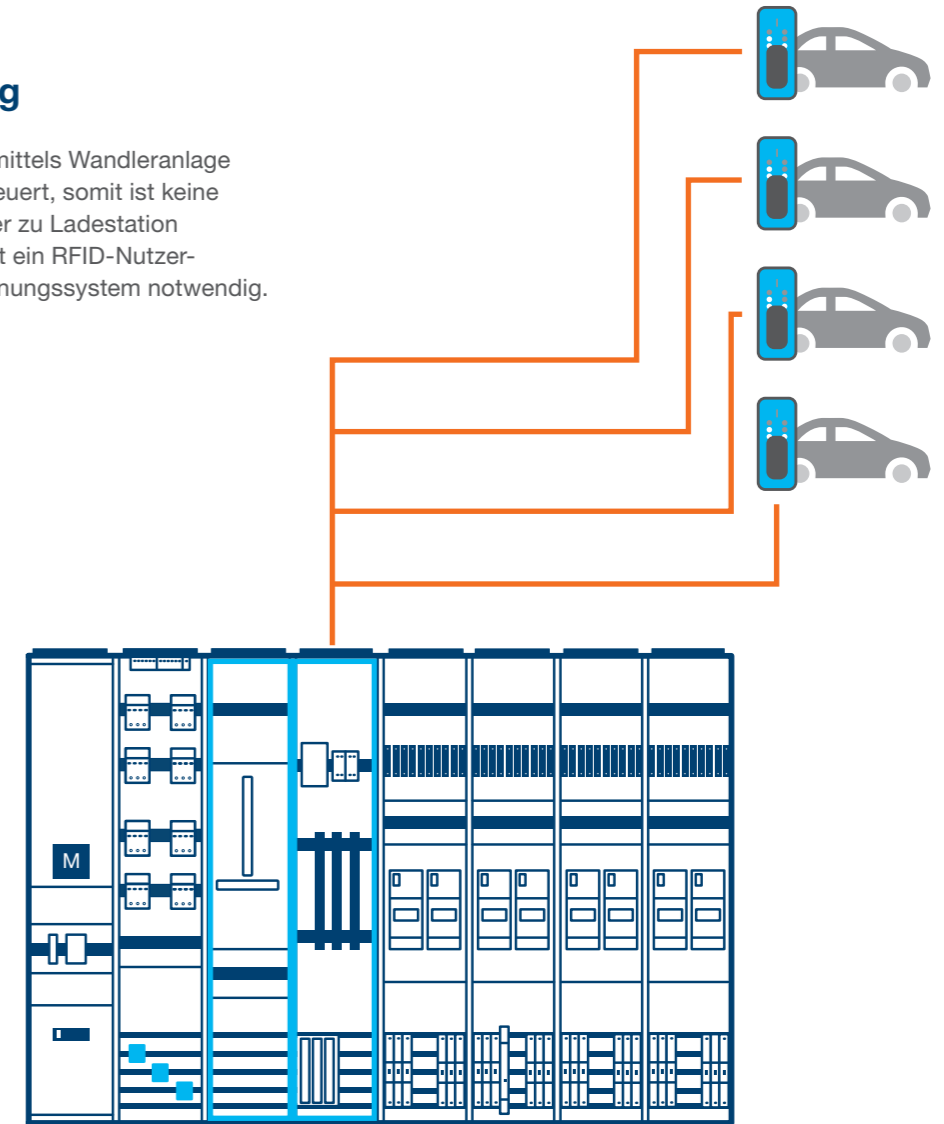 g
mittels Wandleranlage
euert, somit ist keine
er zu Ladestation
t ein RFID-Nutzer-
nungssystem notwendig.
M